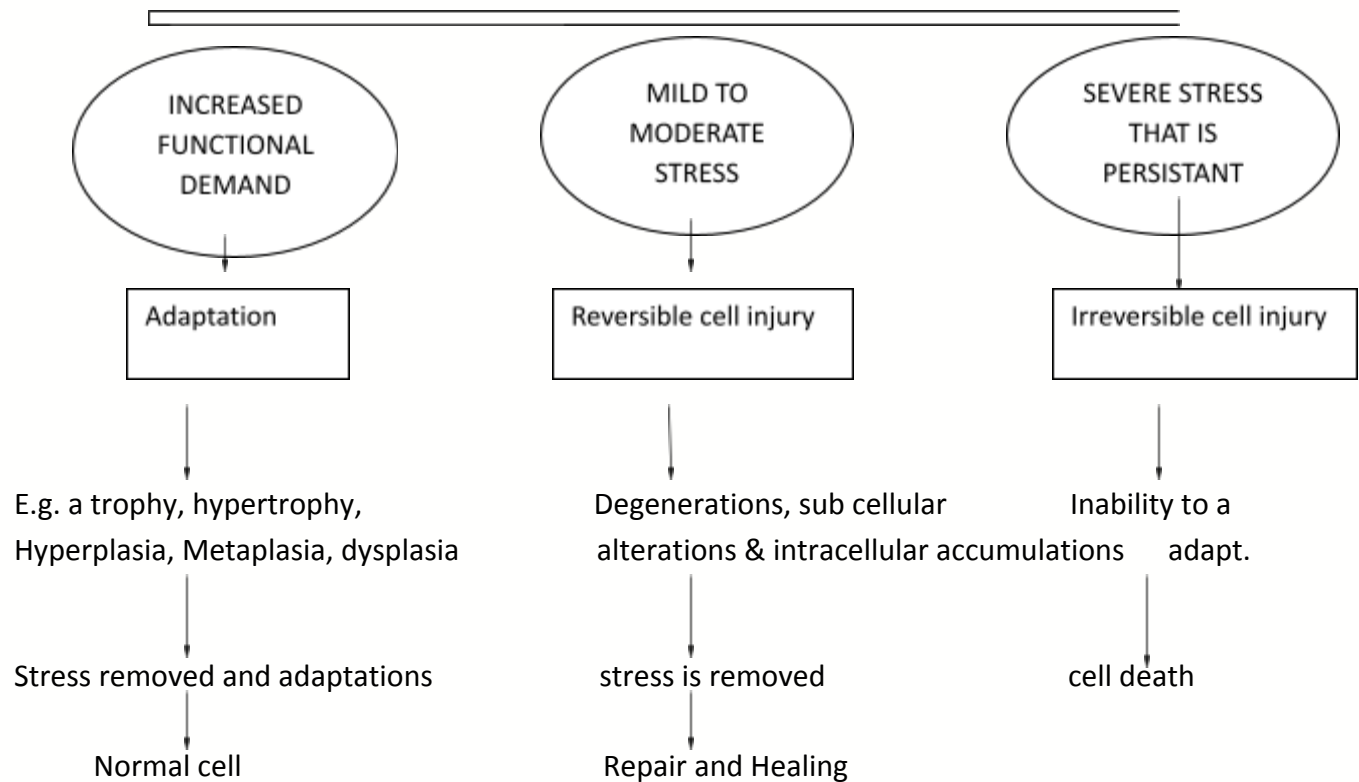 INCREASED
FUNCTIONAL
DEMAND
MILD TO
MODERATE
STRESS
SEVERE STRESS
THAT IS
PERSISTANT
Adaptation
Reversible cell injury
Irreversible cell injury
E.g. a trophy, hypertrophy,
Hyperplasia, Metaplasia, dysplasia
Degenerations, sub cellular
alterations & intracellular accumulations
Inability to a
adapt.
Stress removed and adaptations
stress is removed
cell death
Normal cell
Repair and Healing